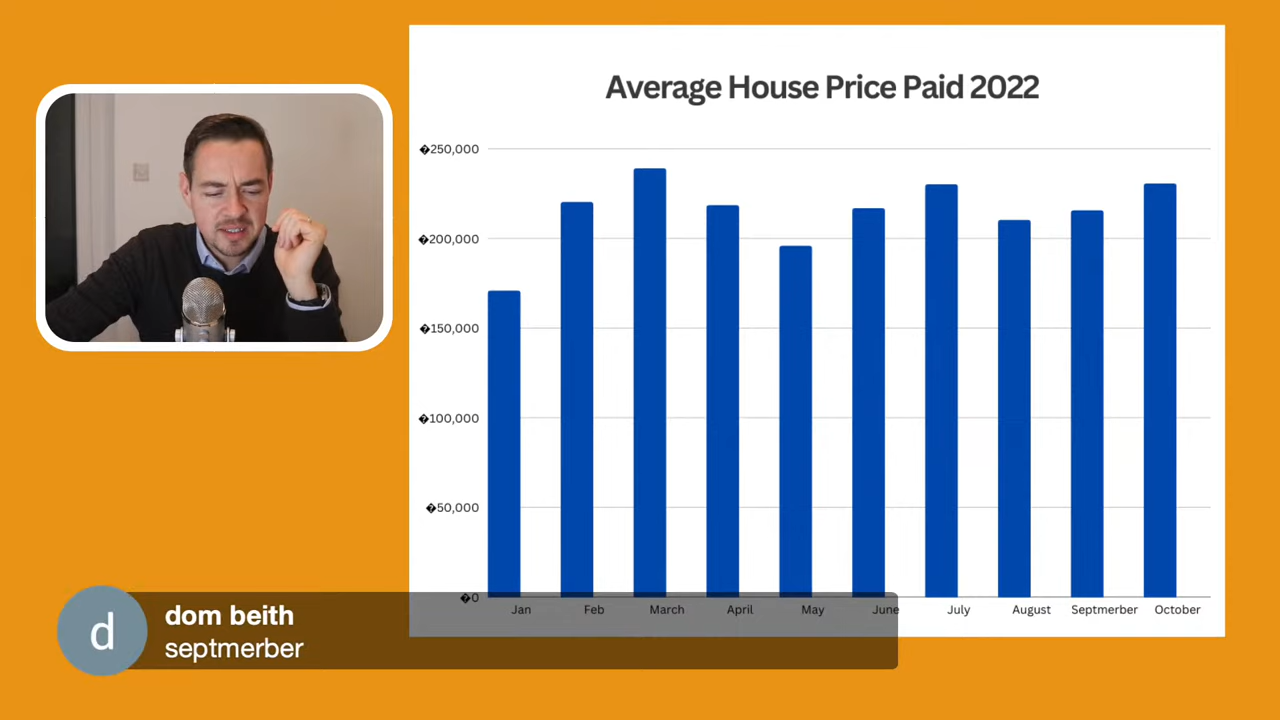 Average House Price Paid 2022
�250,000
�200,000
�150,000
�100,000
�50,000
�0
Jan Feb March April May June July August Septmerber October
d
dom beith
septmerber